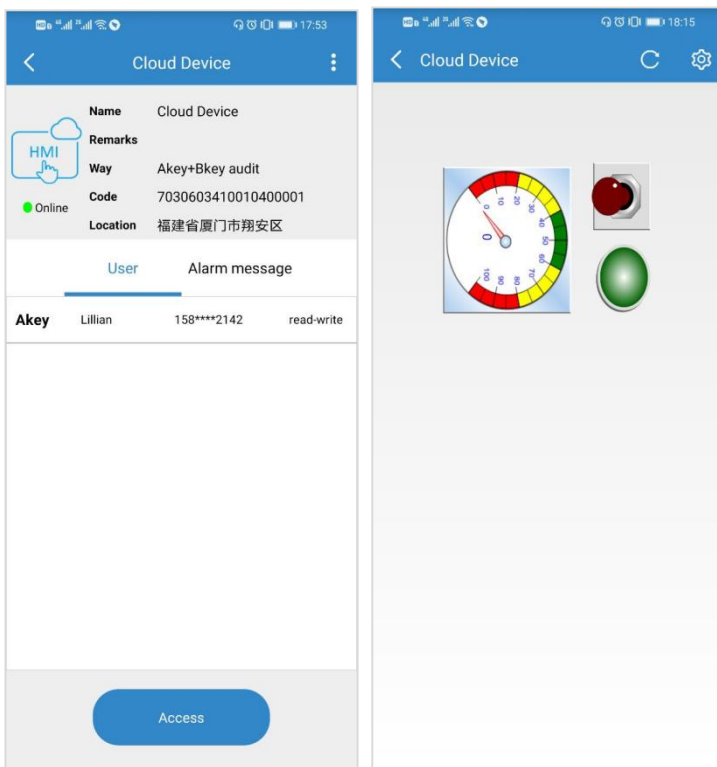 17:53
Cloud Device
HMI
Online
Name Cloud Device
Remarks
Way Akey+Bkey audit
Code 7030603410010400001
Location 福建省厦门市翔安区
User Alarm message
Akey Lillian 158****2142 read-write
Access
18:15
Cloud Device
0
10
20
30
40
50
60
70
80
90
100
0